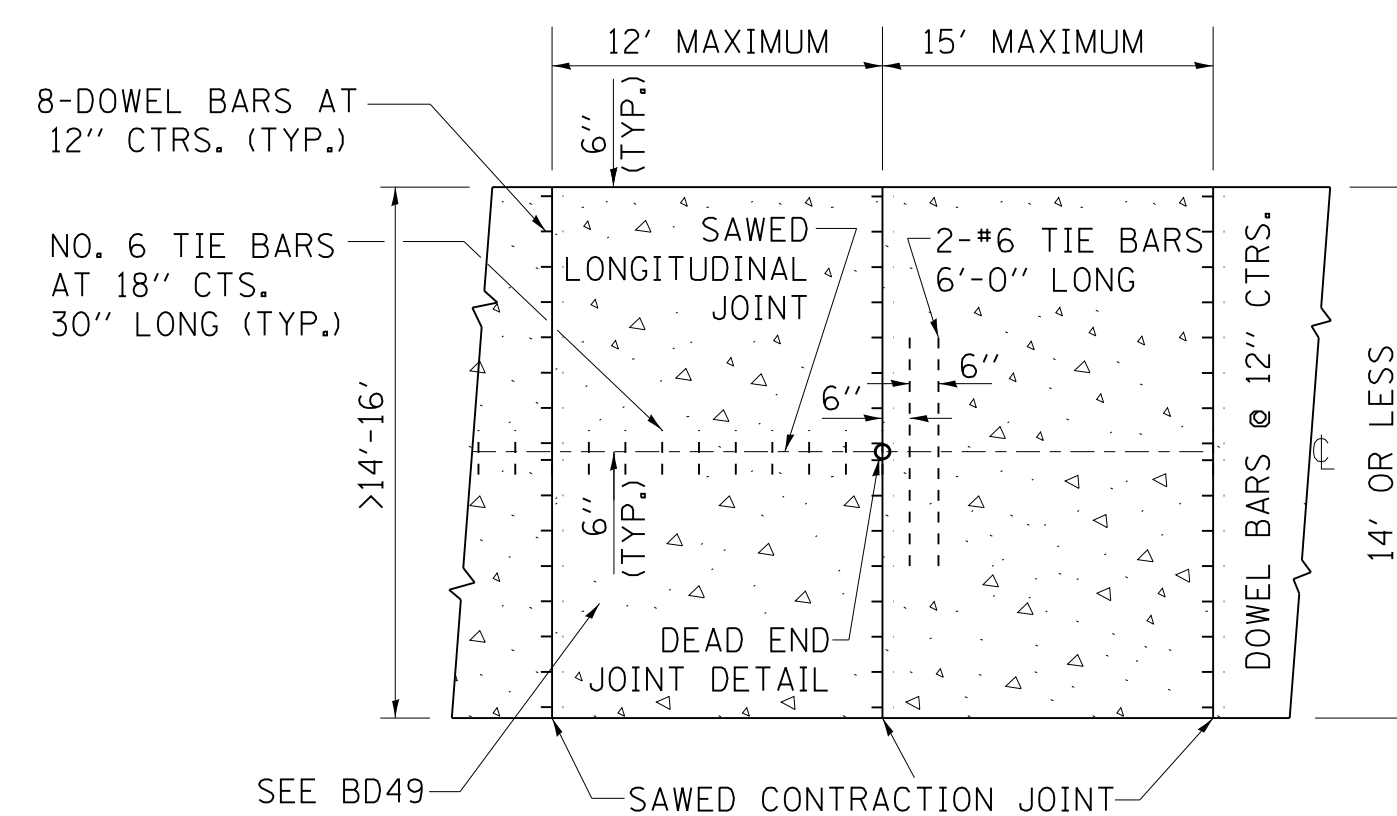 12' MAXIMUM
15' MAXIMUM
8-DOWEL BARS AT
12" CTRS. (TYP.)
6"
(TYP.)
NO. 6 TIE BARS
AT 18" CTS.
30" LONG (TYP.)
SAWED
LONGITUDINAL
JOINT
2-#6 TIE BARS
6'-0" LONG
6"
6"
>14'-16'
6"
(TYP.)
DOWEL BARS @ 12" CTRS.
℄
14' OR LESS
DEAD END
JOINT DETAIL
SEE BD49
SAWED CONTRACTION JOINT